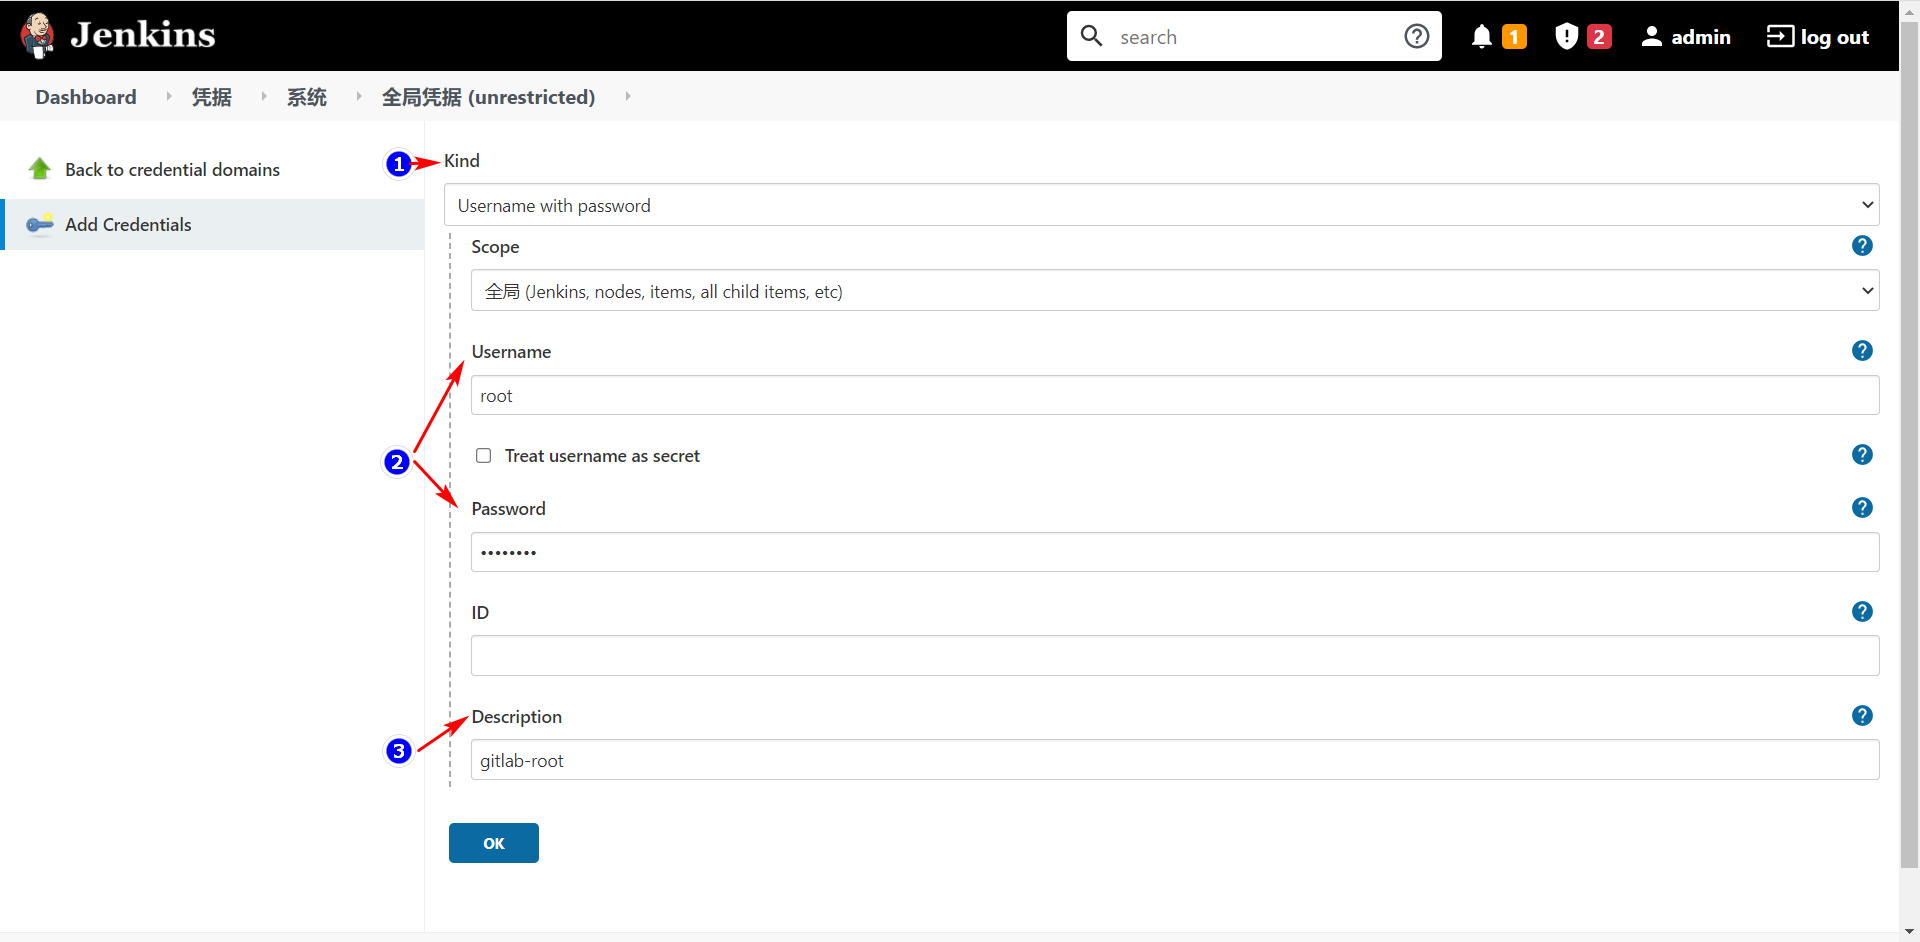 Jenkins
search
1
2
admin
log out
Dashboard
凭据
系统
全局凭据 (unrestricted)
Back to credential domains
Add Credentials
1
Kind
Username with password
Scope
?
全局 (Jenkins, nodes, items, all child items, etc)
Username
?
root
2
Treat username as secret
?
Password
?
••••••••
ID
?
Description
?
3
gitlab-root
OK